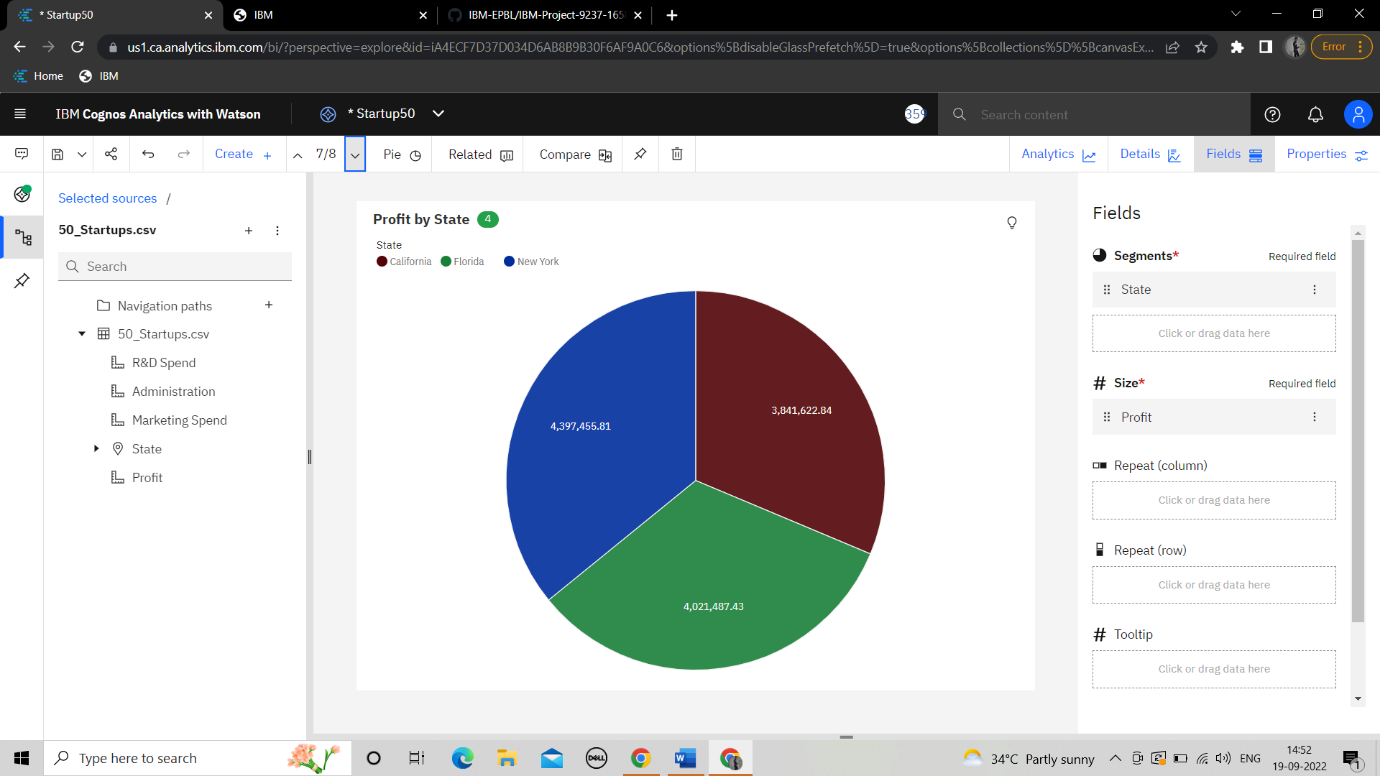 * Startup50
IBM
IBM-EPBL/IBM-Project-9237-165
us1.ca.analytics.ibm.com/bi/?perspective=explore&id=iA4ECF7D37D034D6AB8B9B30F6AF9A0C6&options%5BdisableGlassPrefetch%5D=true&options%5Bcollections%5D%5BcanvasEx...
Error
Home IBM
IBM Cognos Analytics with Watson
* Startup50
359
Search content
Create + 7/8 Pie Related Compare Analytics Details Fields Properties
Selected sources /
50_Startups.csv
Search
Navigation paths
50_Startups.csv
R&D Spend
Administration
Marketing Spend
State
Profit
Profit by State 4
State
California Florida New York
3,841,622.84
4,397,455.81
4,021,487.43
Fields
Segments* Required field
State
Click or drag data here
Size* Required field
Profit
Repeat (column)
Click or drag data here
Repeat (row)
Click or drag data here
Tooltip
Click or drag data here
Type here to search
DELL
34°C Partly sunny
ENG
14:52
19-09-2022
1